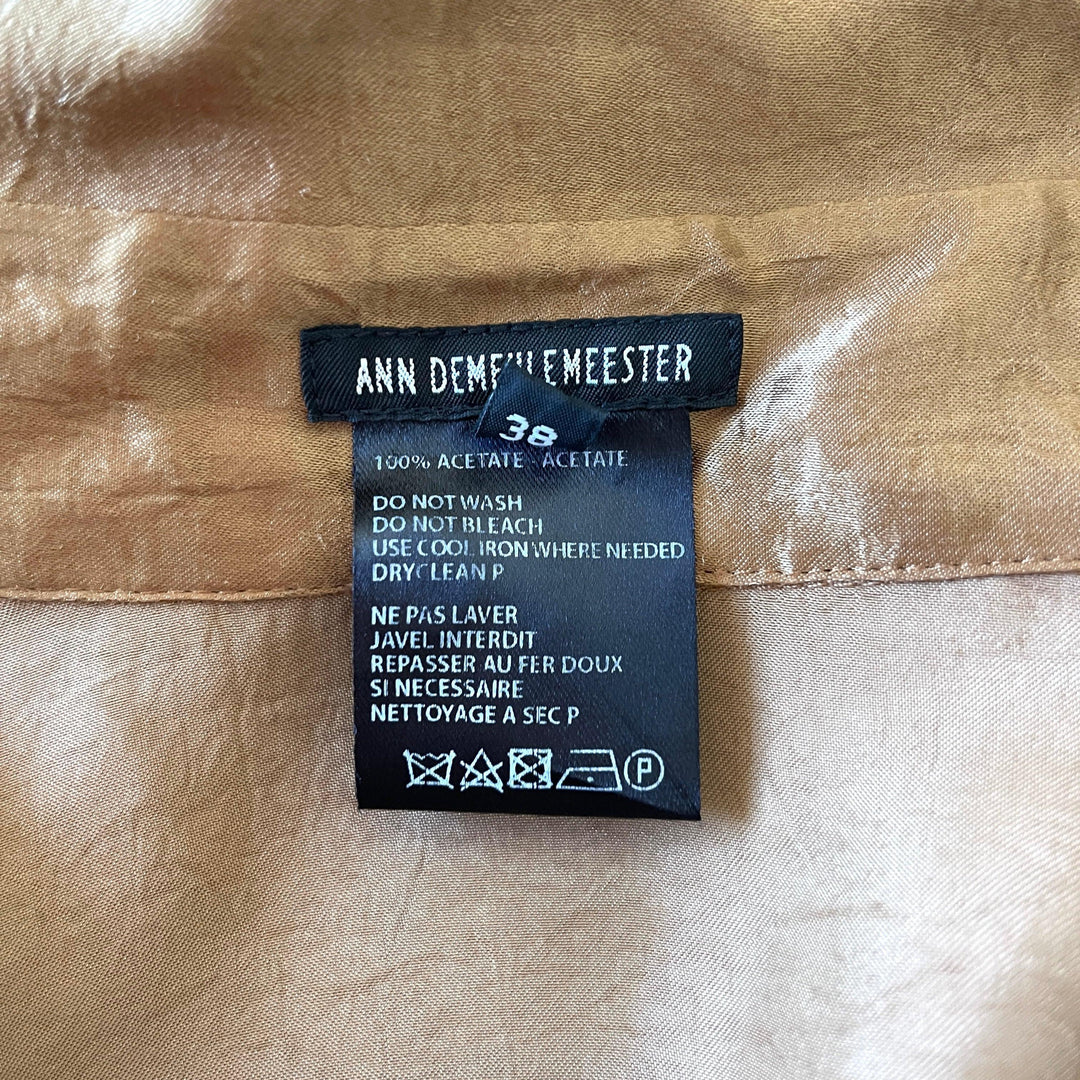 ANN DEMEULEMEESTER
38
100% ACETATE - ACETATE
DO NOT WASH
DO NOT BLEACH
USE COOL IRON WHERE NEEDED
DRYCLEAN P
NE PAS LAVER
JAVEL INTERDIT
REPASSER AU FER DOUX
SI NECESSAIRE
NETTOYAGE A SEC P
P